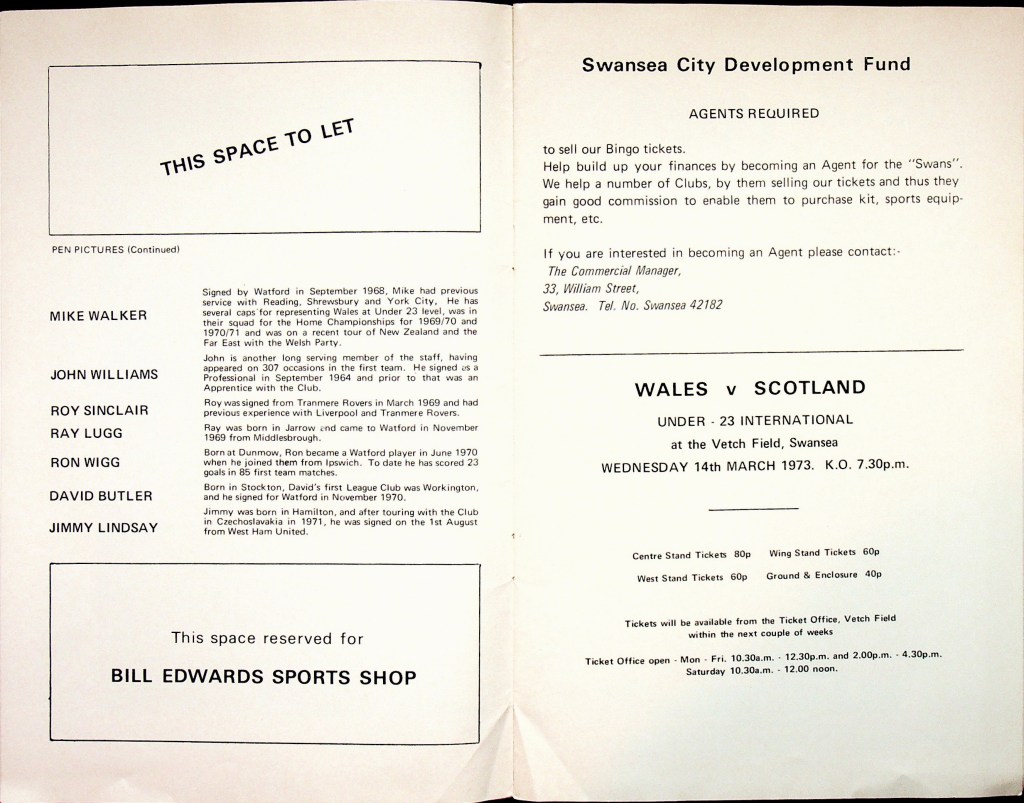 THIS SPACE TO LET
PEN PICTURES (Continued)
MIKE WALKER
Signed by Watford in September 1968, Mike had previous
service with Reading, Shrewsbury and York City. He has
several caps for representing Wales at Under 23 level, was in
their squad for the Home Championships for 1969/70 and
1970/71 and was on a recent tour of New Zealand and the
Far East with the Welsh Party.
JOHN WILLIAMS
John is another long serving member of the staff, having
appeared on 307 occasions in the first team. He signed as a
Professional in September 1964 and prior to that was an
Apprentice with the Club.
ROY SINCLAIR
Roy was signed from Tranmere Rovers in March 1969 and had
previous experience with Liverpool and Tranmere Rovers.
RAY LUGG
Ray was born in Jarrow and came to Watford in November
1969 from Middlesbrough.
RON WIGG
Born at Dunmow, Ron became a Watford player in June 1970
when he joined them from Ipswich. To date he has scored 23
goals in 85 first team matches.
DAVID BUTLER
Born in Stockton, David's first League Club was Workington,
and he signed for Watford in November 1970.
JIMMY LINDSAY
Jimmy was born in Hamilton, and after touring with the Club
in Czechoslavakia in 1971, he was signed on the 1st August
from West Ham United.
This space reserved for
BILL EDWARDS SPORTS SHOP
Swansea City Development Fund
AGENTS REQUIRED
to sell our Bingo tickets.
Help build up your finances by becoming an Agent for the "Swans".
We help a number of Clubs, by them selling our tickets and thus they
gain good commission to enable them to purchase kit, sports equip-
ment, etc.
If you are interested in becoming an Agent please contact:-
The Commercial Manager,
33, William Street,
Swansea. Tel. No. Swansea 42182
WALES v SCOTLAND
UNDER - 23 INTERNATIONAL
at the Vetch Field, Swansea
WEDNESDAY 14th MARCH 1973. K.O. 7.30p.m.
Centre Stand Tickets 80p Wing Stand Tickets 60p
West Stand Tickets 60p Ground & Enclosure 40p
Tickets will be available from the Ticket Office, Vetch Field
within the next couple of weeks
Ticket Office open - Mon - Fri. 10.30a.m. - 12.30p.m. and 2.00p.m. - 4.30p.m.
Saturday 10.30a.m. - 12.00 noon.